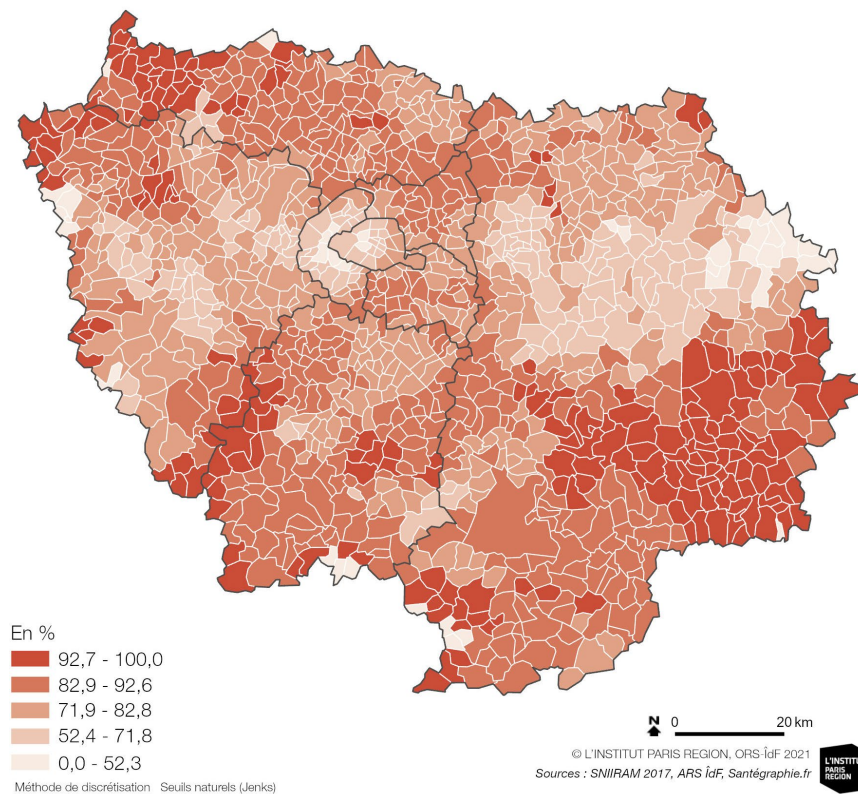 En %
92,7 - 100,0
82,9 - 92,6
71,9 - 82,8
52,4 - 71,8
0,0 - 52,3
Méthode de discrétisation Seuils naturels (Jenks)
N 0 20 km
© L'INSTITUT PARIS REGION, ORS-ÎdF 2021
Sources : SNIIRAM 2017, ARS ÎdF, Santégraphie.fr
L'INSTITUT
PARIS
REGION